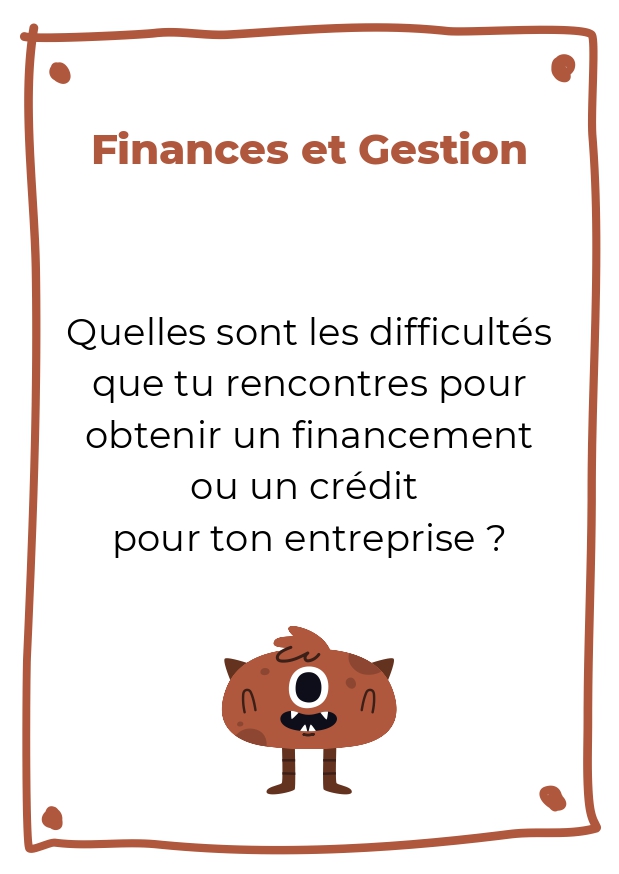 Finances et Gestion
Quelles sont les difficultés
que tu rencontres pour
obtenir un financement
ou un crédit
pour ton entreprise ?